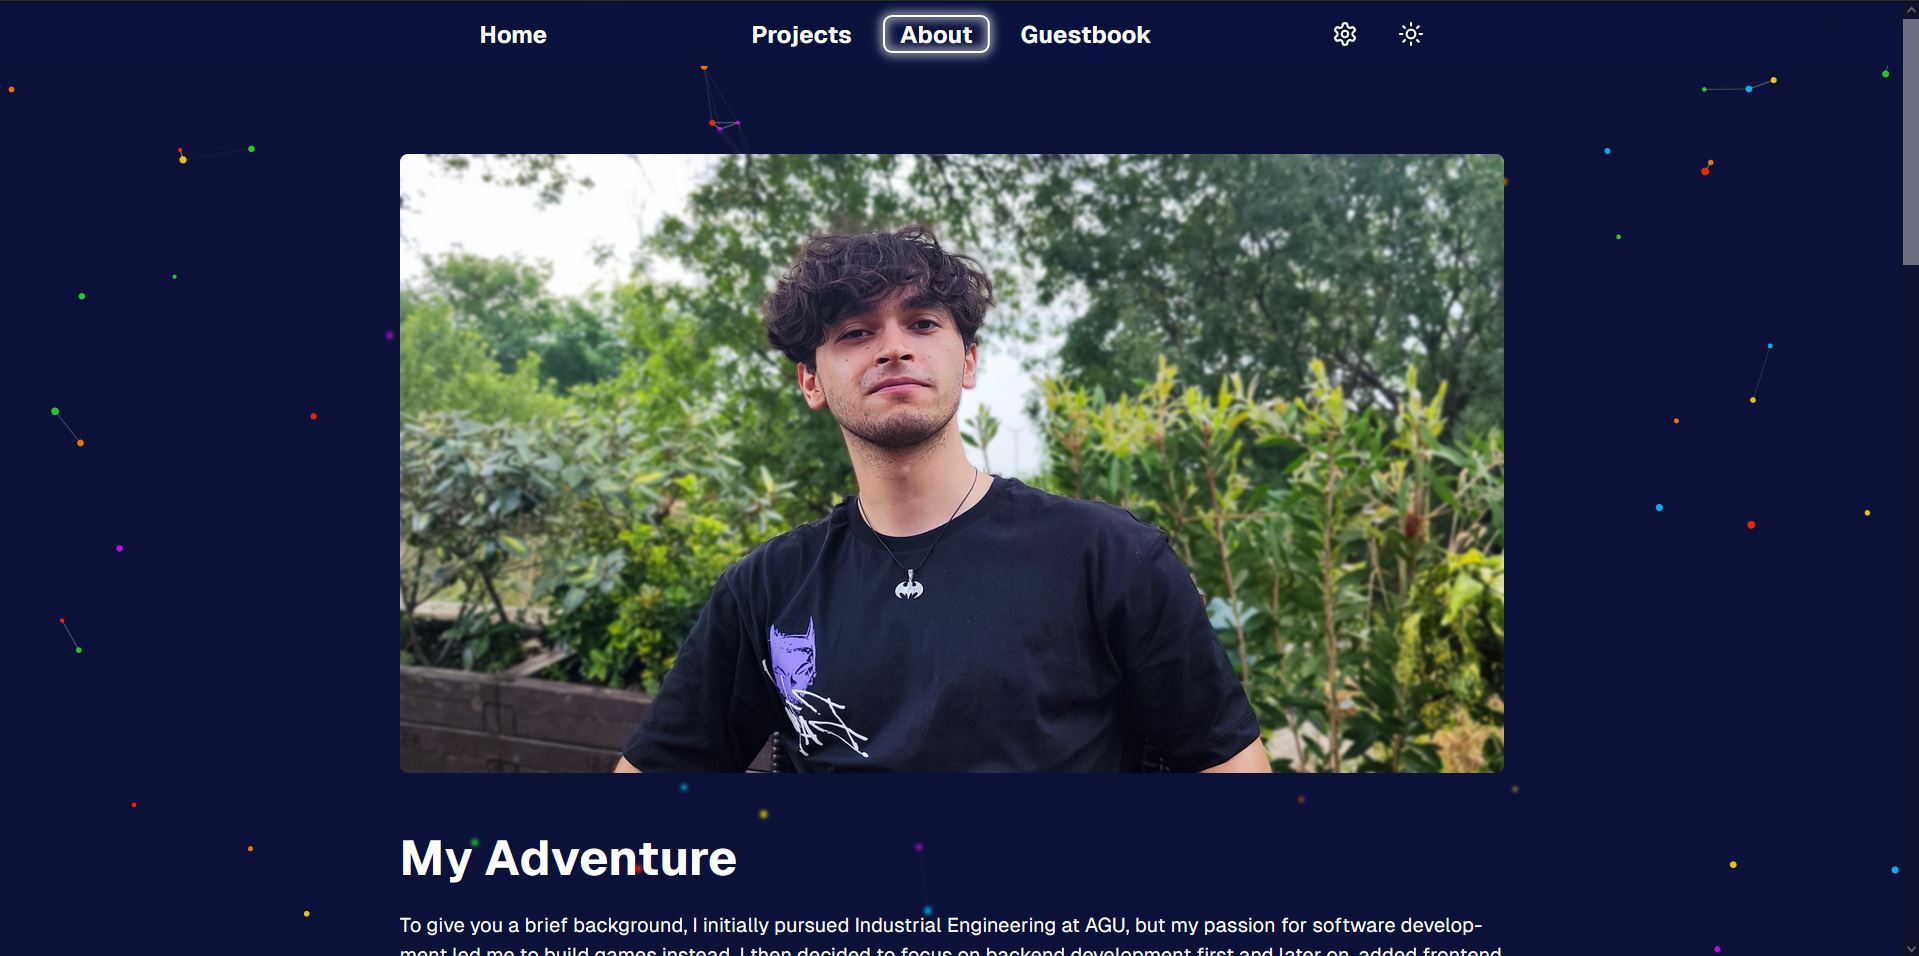 Home
Projects
About
Guestbook
My Adventure
To give you a brief background, I initially pursued Industrial Engineering at AGU, but my passion for software develop-
ment led me to build games instead. I then decided to focus on backend development first and later on, added frontend